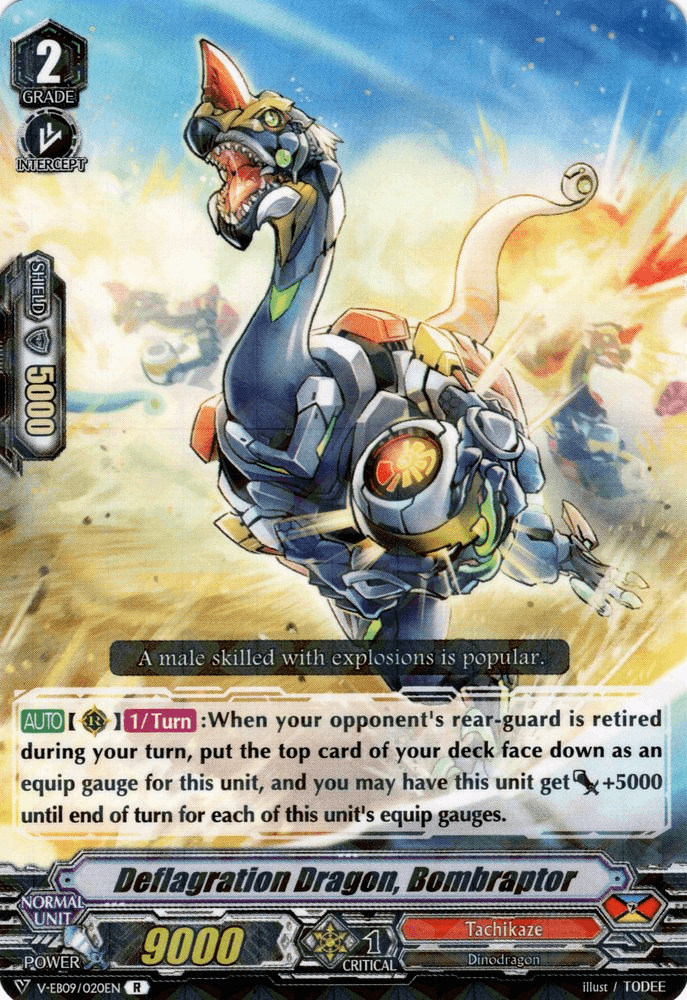 2
GRADE
INTERCEPT
SHIELD
5000
A male skilled with explosions is popular.
AUTO【R】1/Turn:When your opponent's rear-guard is retired
during your turn, put the top card of your deck face down as an
equip gauge for this unit, and you may have this unit get +5000
until end of turn for each of this unit's equip gauges.
Deflagration Dragon, Bombraptor
NORMAL
UNIT
POWER
9000
1
CRITICAL
Tachikaze
Dinodragon
V-EB09/020EN R
illust / TODEE